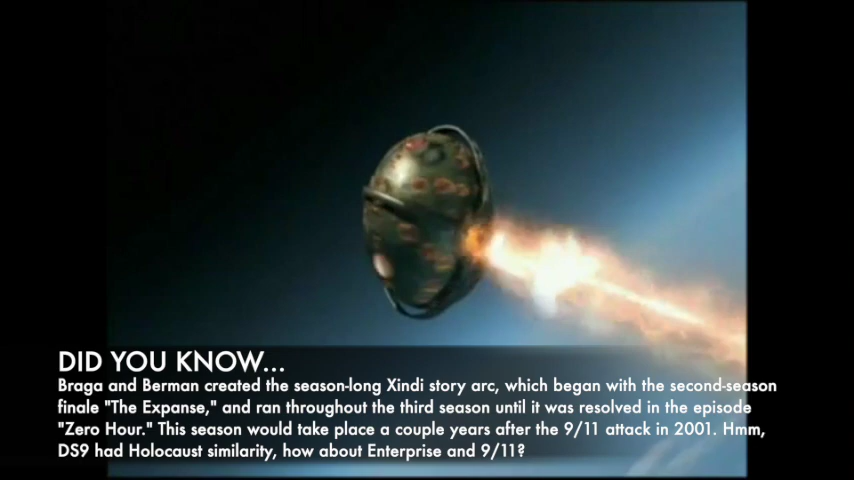 DID YOU KNOW...
Braga and Berman created the season-long Xindi story arc, which began with the second-season
finale "The Expanse," and ran throughout the third season until it was resolved in the episode
"Zero Hour." This season would take place a couple years after the 9/11 attack in 2001. Hmm,
DS9 had Holocaust similarity, how about Enterprise and 9/11?